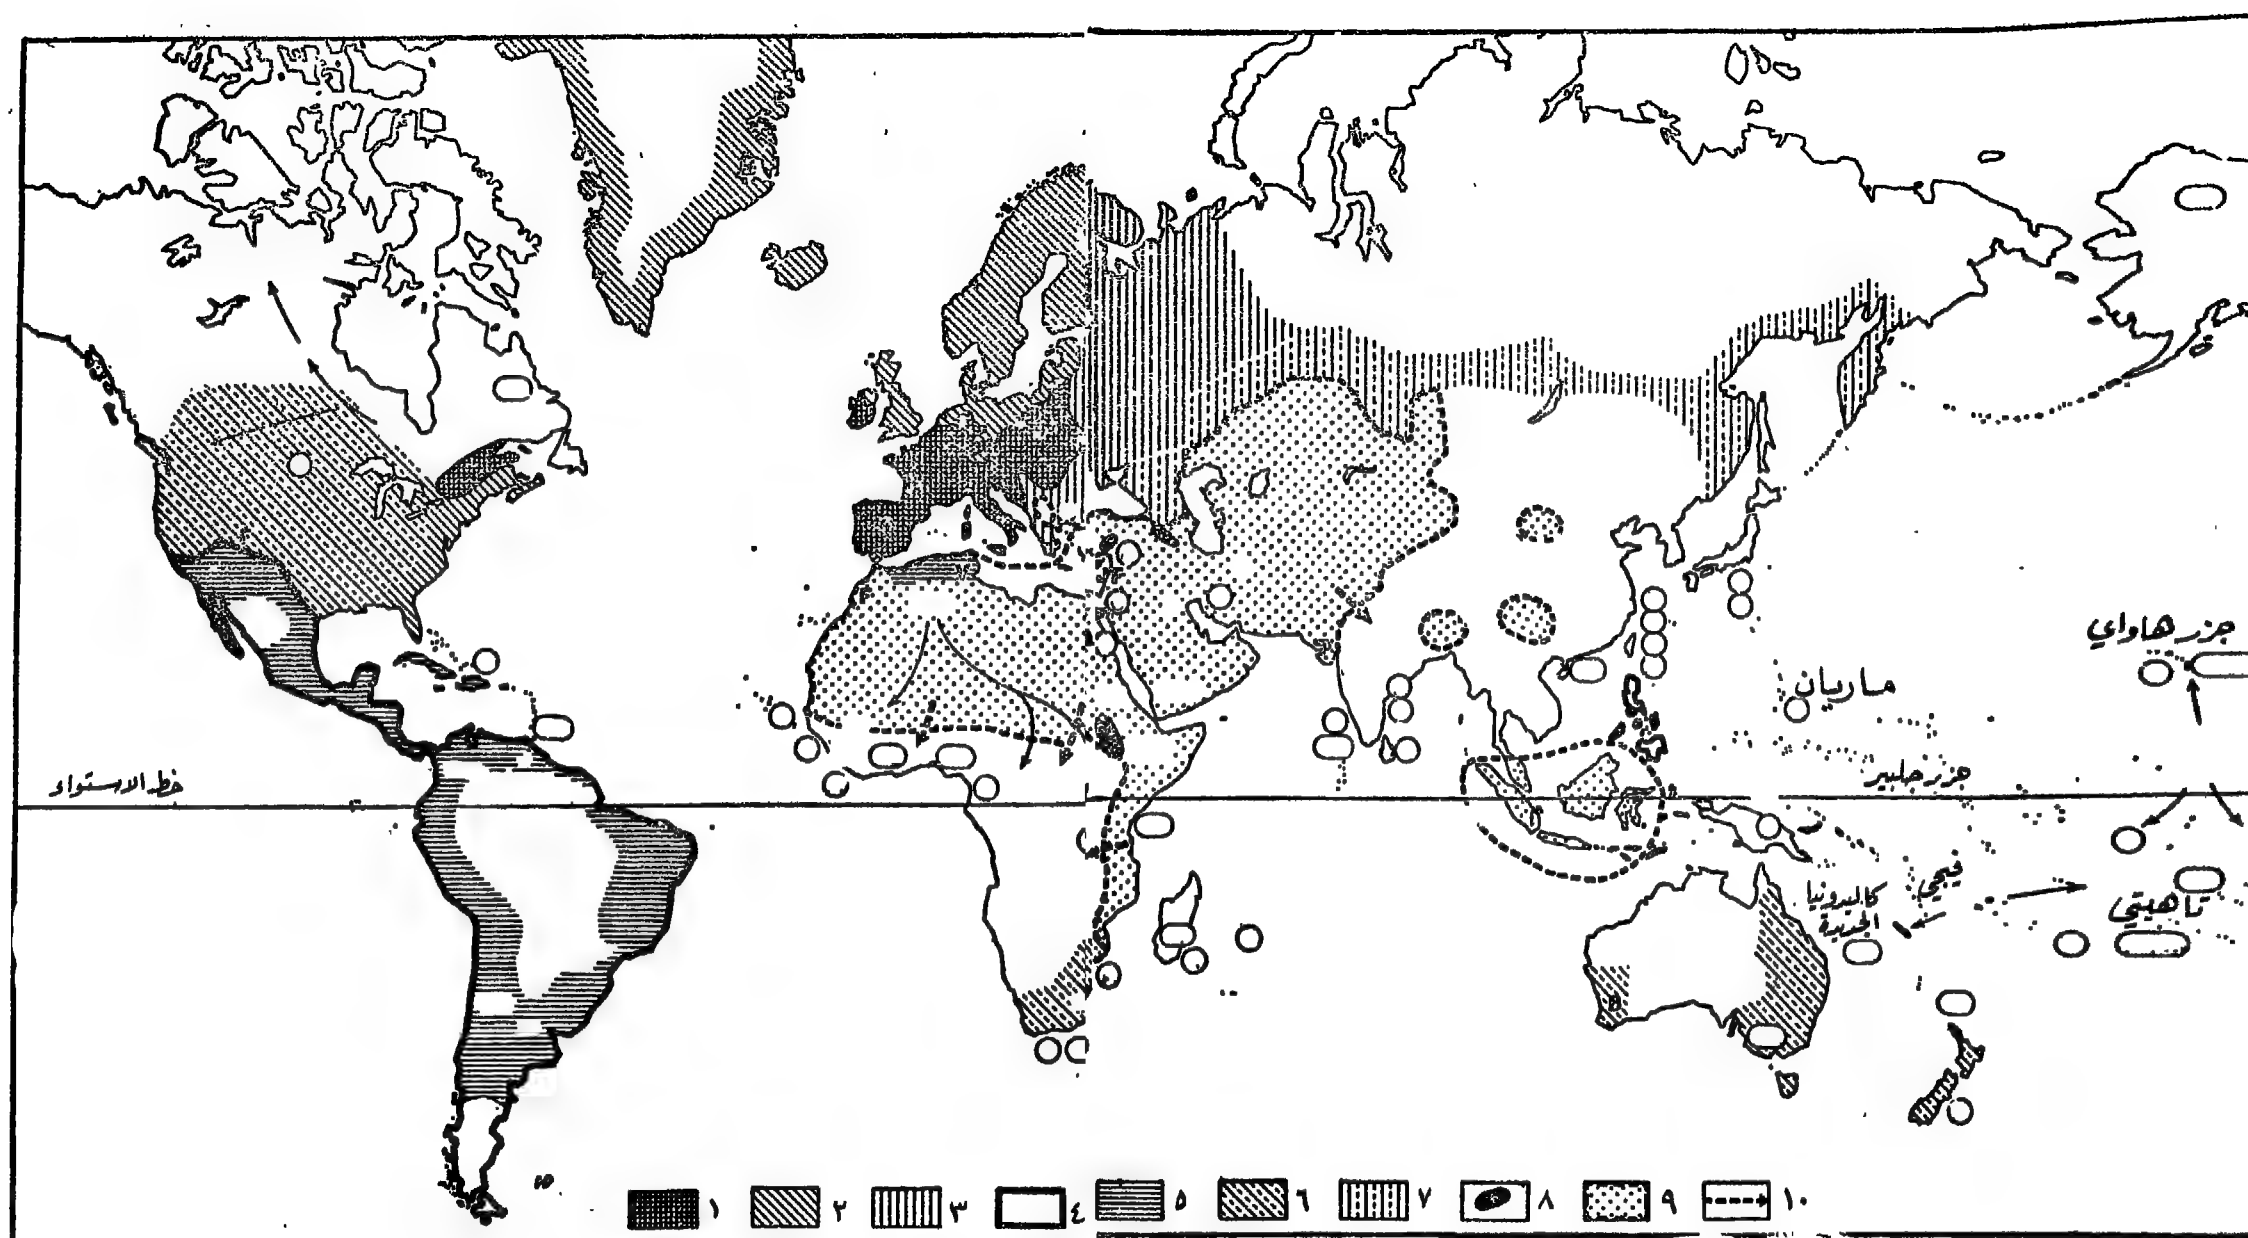 جزر هاواي
ماريان
خط الاستواء
جزر جلبير
فيجي
كاليدونيا
الجديدة
تاهيتي
١ ٢ ٣ ٤ ٥ ٦ ٧ ٨ ٩ ١٠